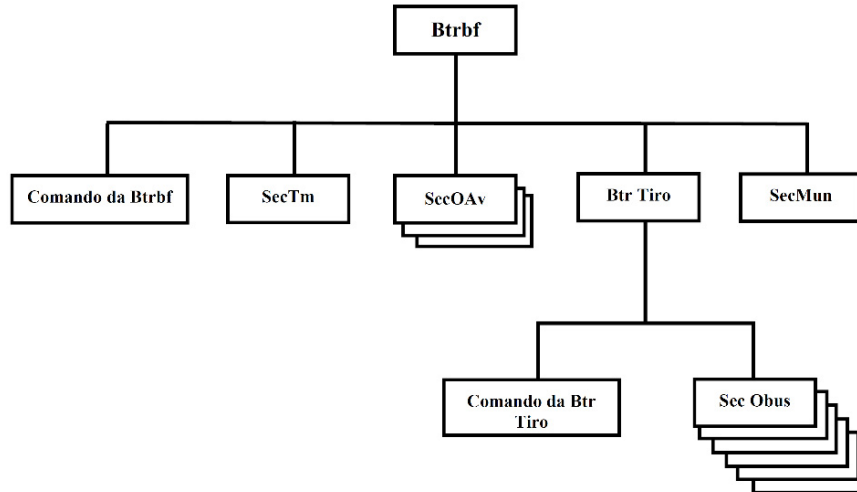 Btrbf
Comando da Btrbf
SecTm
SecOAv
Btr Tiro
SecMun
Comando da Btr
Tiro
Sec Obus